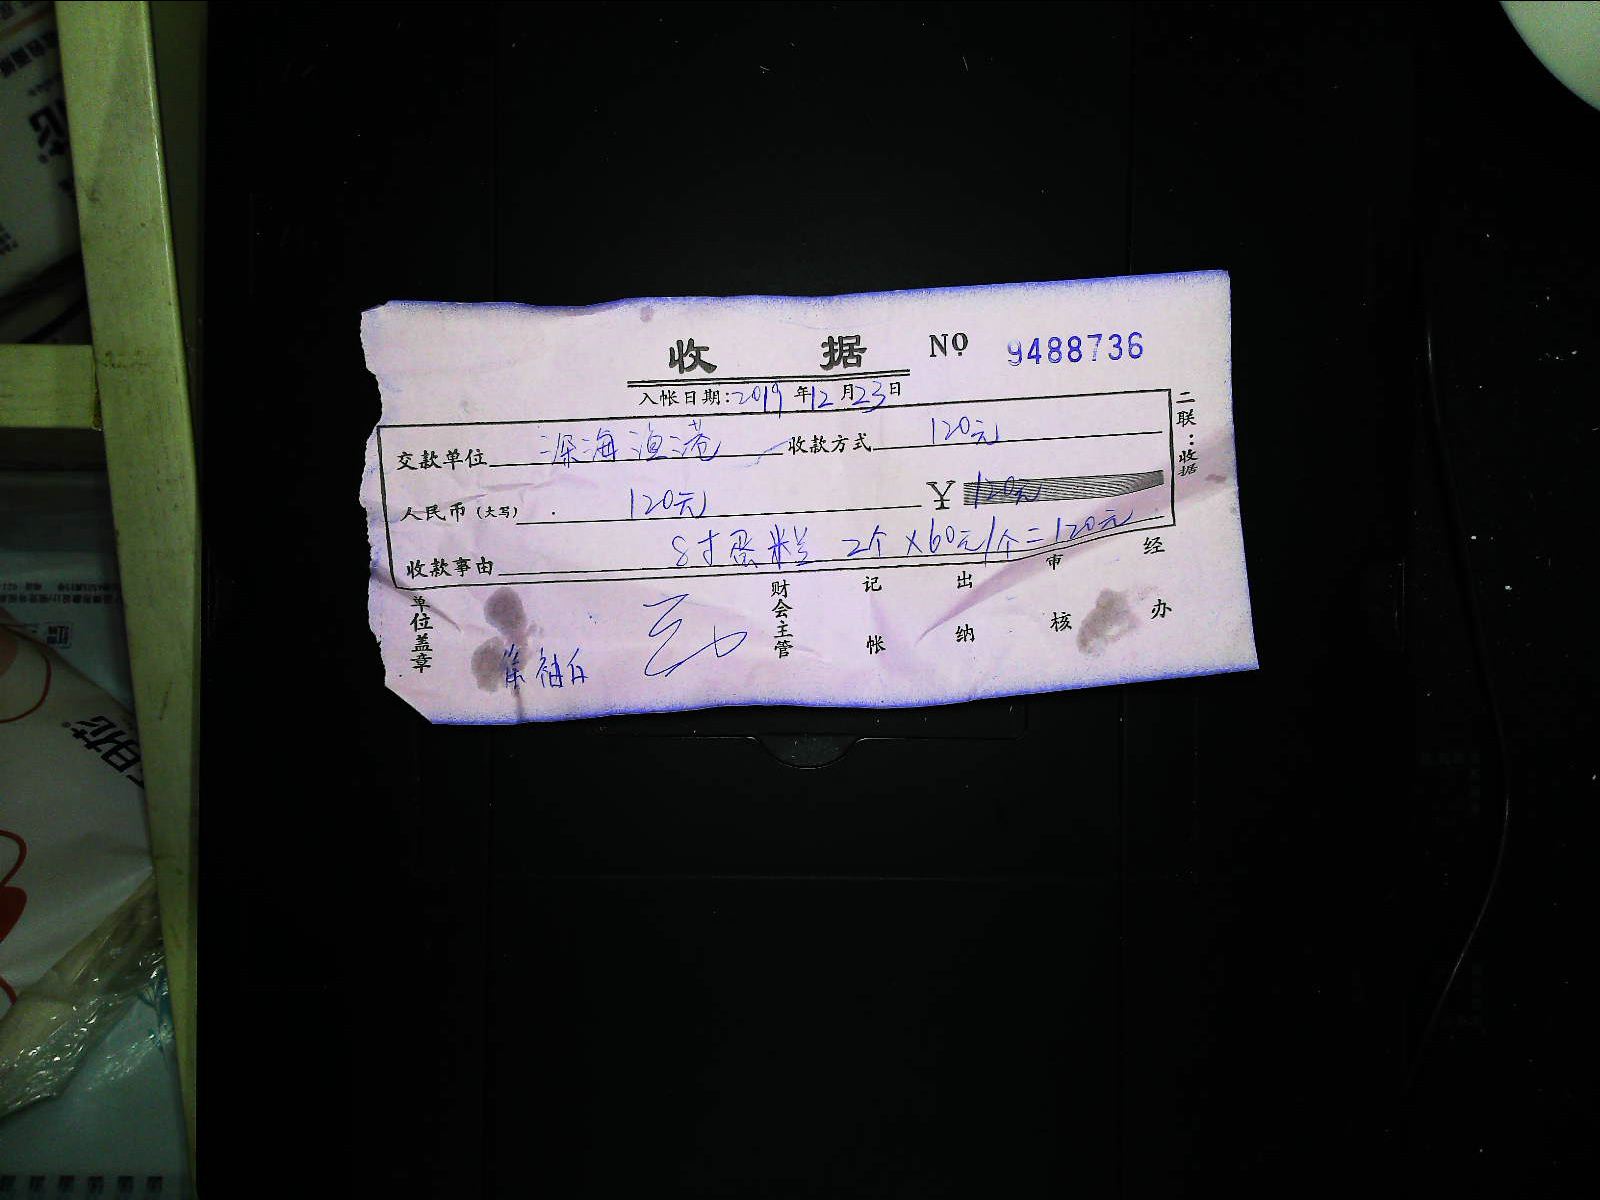 收 据 Nº 9488736
入帐日期:2019年12月23日
交款单位 深海渔港 收款方式 120元
人民币(大写) 120元 ¥ 120元
收款事由 8寸蛋糕 2个×60元/个=120元
二联:收据
单位盖章 财会主管 记帐 出纳 审核 经办